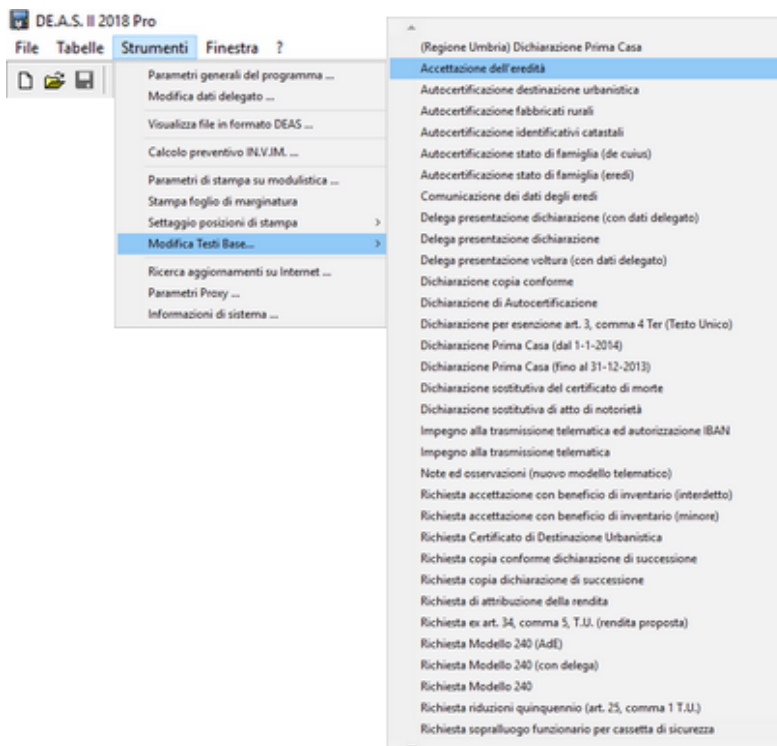 DE.A.S. II 2018 Pro
File Tabelle Strumenti Finestra ?
Parametri generali del programma ...
Modifica dati delegato ...
Visualizza file in formato DEAS ...
Calcolo preventivo IN.V.IM. ...
Parametri di stampa su modulistica ...
Stampa foglio di marginatura
Settaggio posizioni di stampa
Modifica Testi Base...
Ricerca aggiornamenti su Internet ...
Parametri Proxy ...
Informazioni di sistema ...
(Regione Umbria) Dichiarazione Prima Casa
Accettazione dell'eredità
Autocertificazione destinazione urbanistica
Autocertificazione fabbricati rurali
Autocertificazione identificativi catastali
Autocertificazione stato di famiglia (de cuius)
Autocertificazione stato di famiglia (eredi)
Comunicazione dei dati degli eredi
Delega presentazione dichiarazione (con dati delegato)
Delega presentazione dichiarazione
Delega presentazione voltura (con dati delegato)
Dichiarazione copia conforme
Dichiarazione di Autocertificazione
Dichiarazione per esenzione art. 3, comma 4 Ter (Testo Unico)
Dichiarazione Prima Casa (dal 1-1-2014)
Dichiarazione Prima Casa (fino al 31-12-2013)
Dichiarazione sostitutiva del certificato di morte
Dichiarazione sostitutiva di atto di notorietà
Impegno alla trasmissione telematica ed autorizzazione IBAN
Impegno alla trasmissione telematica
Note ed osservazioni (nuovo modello telematico)
Richiesta accettazione con beneficio di inventario (interdetto)
Richiesta accettazione con beneficio di inventario (minore)
Richiesta Certificato di Destinazione Urbanistica
Richiesta copia conforme dichiarazione di successione
Richiesta copia dichiarazione di successione
Richiesta di attribuzione della rendita
Richiesta ex art. 34, comma 5, T.U. (rendita proposta)
Richiesta Modello 240 (AdE)
Richiesta Modello 240 (con delega)
Richiesta Modello 240
Richiesta riduzioni quinquennio (art. 25, comma 1 T.U.)
Richiesta sopralluogo funzionario per cassetta di sicurezza